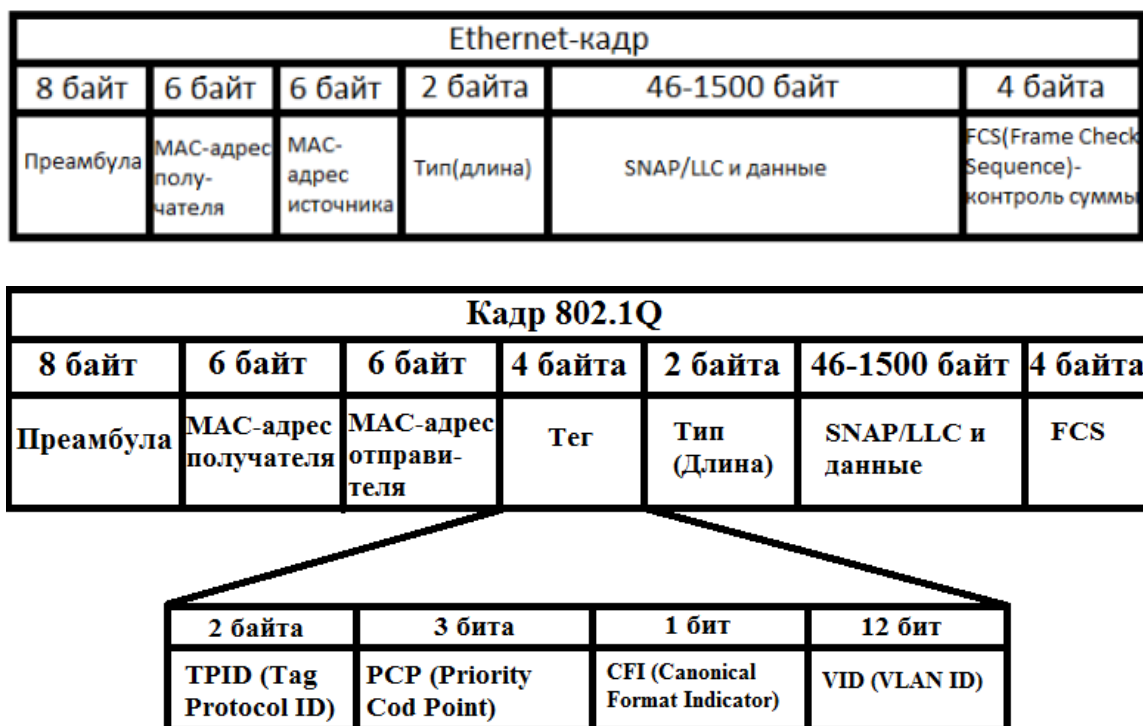 Ethernet-кадр
8 байт 6 байт 6 байт 2 байта 46-1500 байт 4 байта
Преамбула
MAC-адрес
полу-
чателя
MAC-
адрес
источника
Тип(длина)
SNAP/LLC и данные
FCS(Frame Check
Sequence)-
контроль суммы
Кадр 802.1Q
8 байт 6 байт 6 байт 4 байта 2 байта 46-1500 байт 4 байта
Преамбула
MAC-адрес
получателя
MAC-адрес
отправи-
теля
Тег
Тип
(Длина)
SNAP/LLC и
данные
FCS
2 байта 3 бита 1 бит 12 бит
TPID (Tag
Protocol ID)
PCP (Priority
Cod Point)
CFI (Canonical
Format Indicator)
VID (VLAN ID)